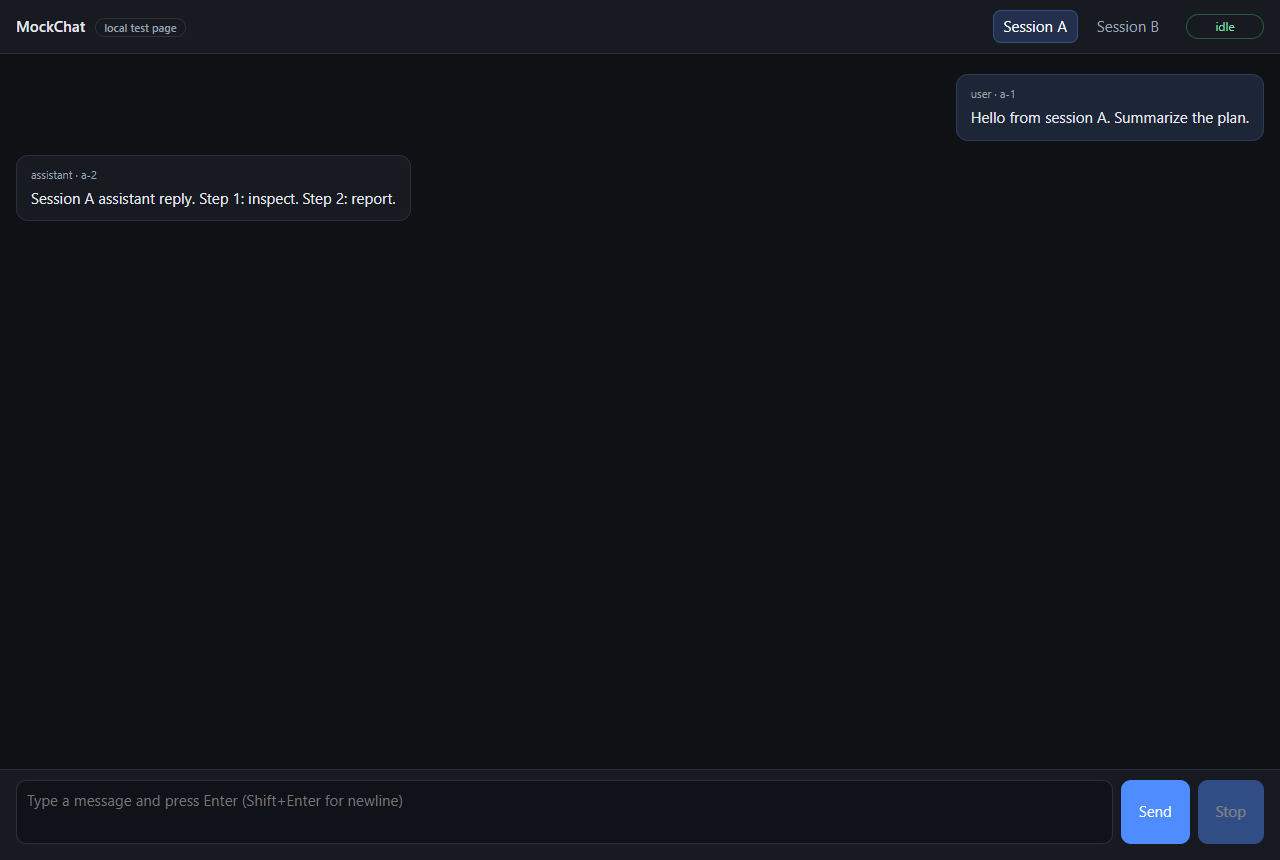 MockChat
local test page
Session A
Session B
idle
user · a-1
Hello from session A. Summarize the plan.
assistant · a-2
Session A assistant reply. Step 1: inspect. Step 2: report.
Type a message and press Enter (Shift+Enter for newline)
Send
Stop